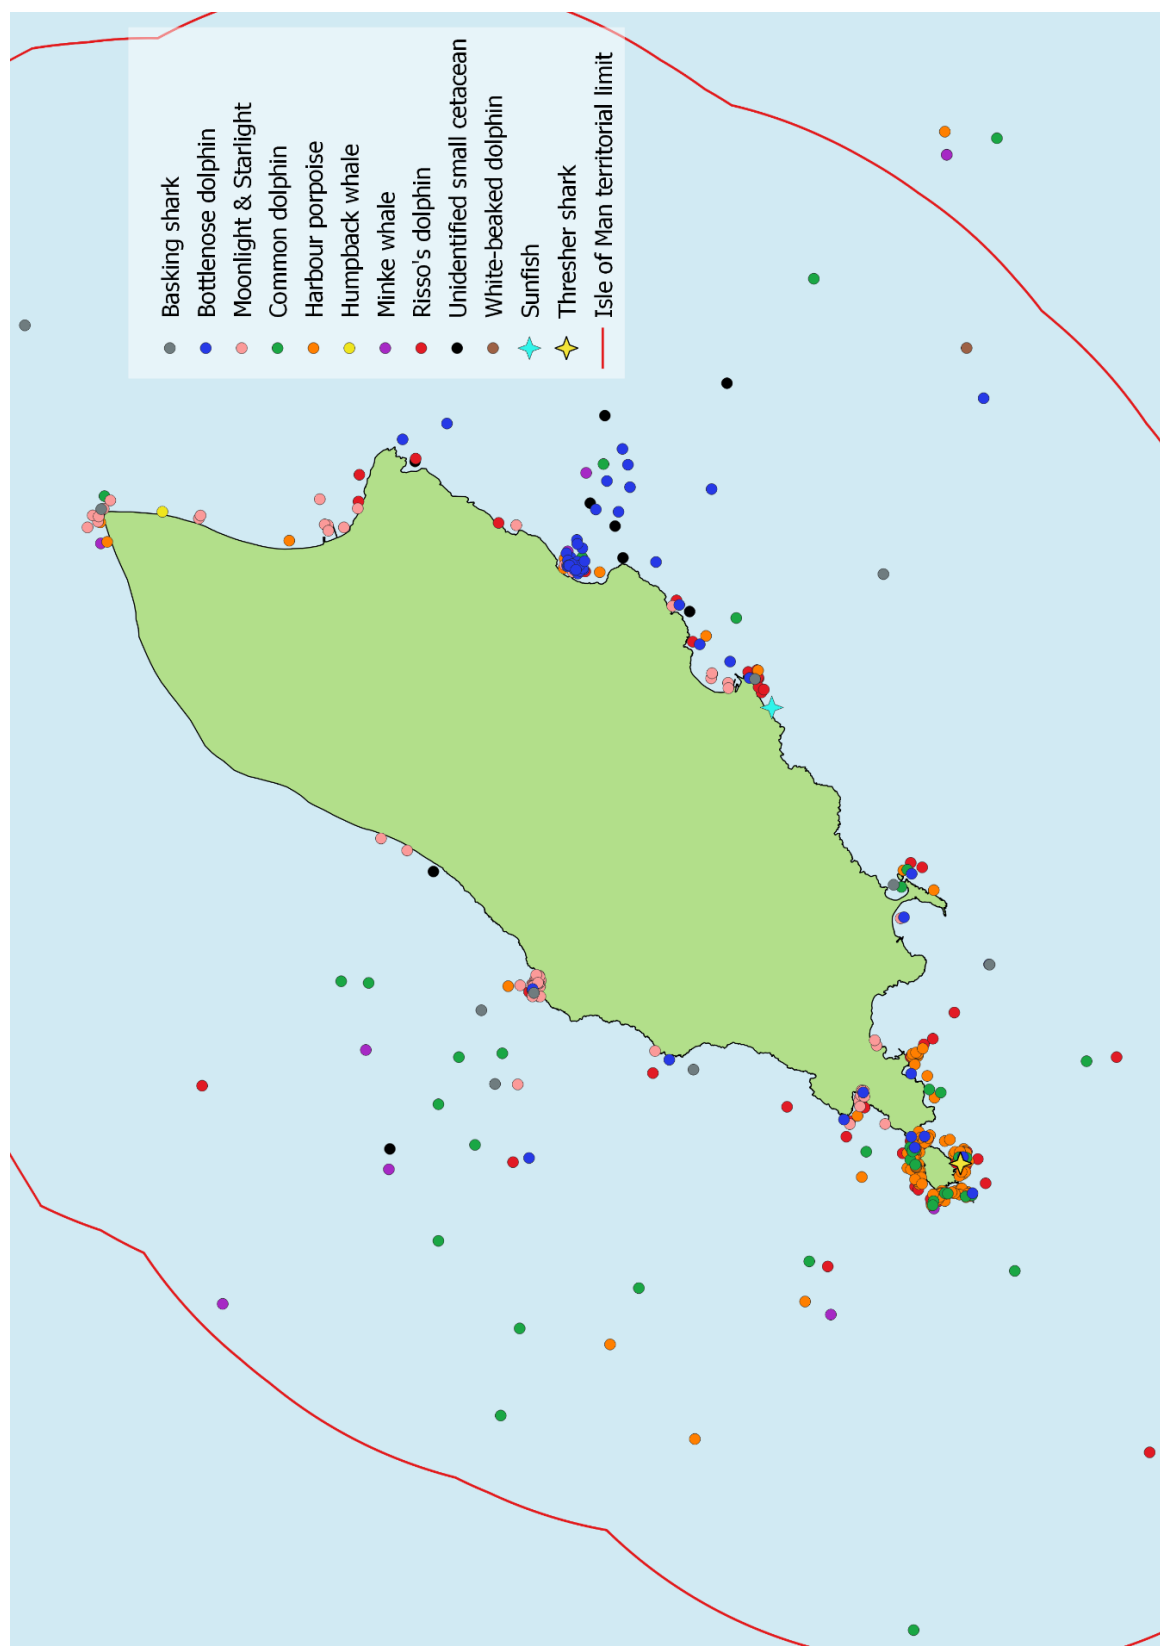 Basking shark
Bottlenose dolphin
Moonlight & Starlight
Common dolphin
Harbour porpoise
Humpback whale
Minke whale
Risso's dolphin
Unidentified small cetacean
White-beaked dolphin
Sunfish
Thresher shark
Isle of Man territorial limit